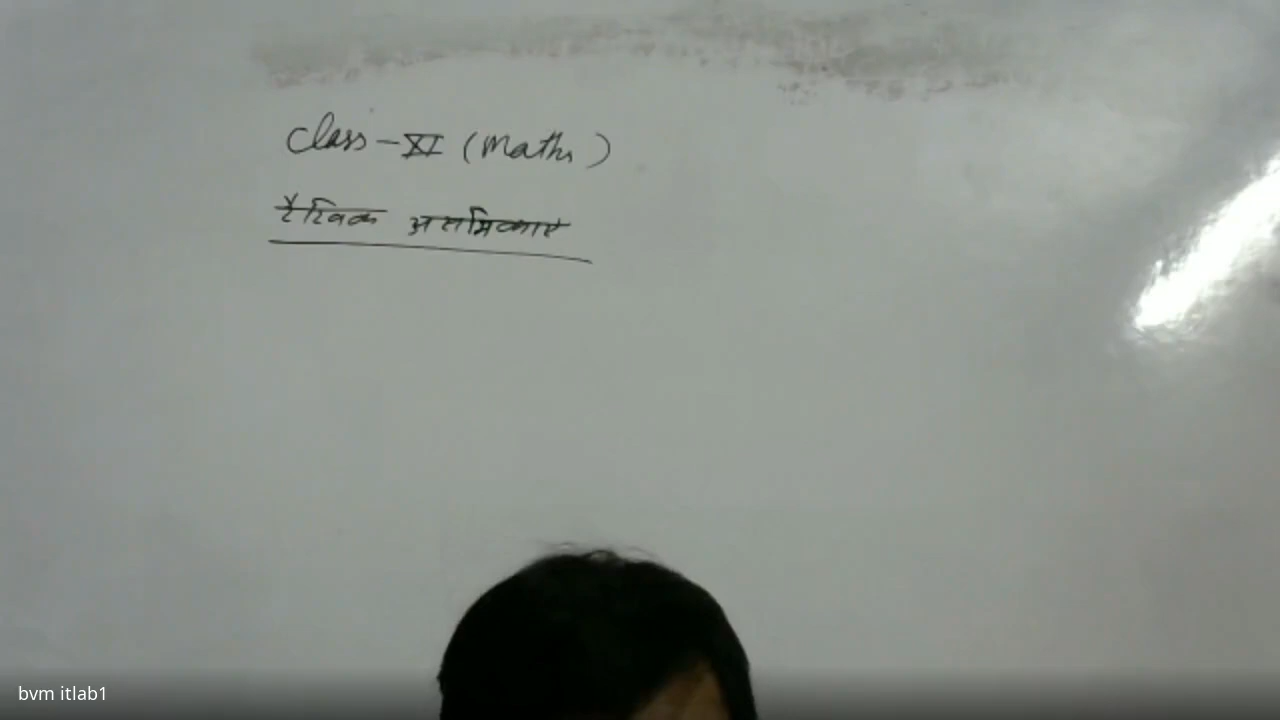 Class - XI (Maths)
रैखिक असमिकाएं
bvm itlab1